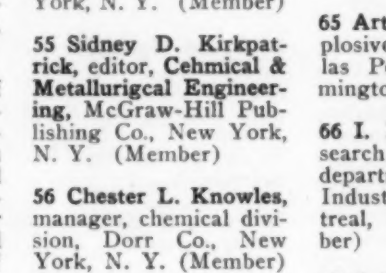 York, N. Y. (Member)
55 Sidney D. Kirkpat-
rick, editor, Cehmical &
Metallurigcal Engineer-
ing, McGraw-Hill Pub-
lishing Co., New York,
N. Y. (Member)
56 Chester L. Knowles,
manager, chemical divi-
sion, Dorr Co., New
York, N. Y. (Member)
65 Art
plosive
las P
mingto
66 I.
search
depart
Indust
treal,
ber)